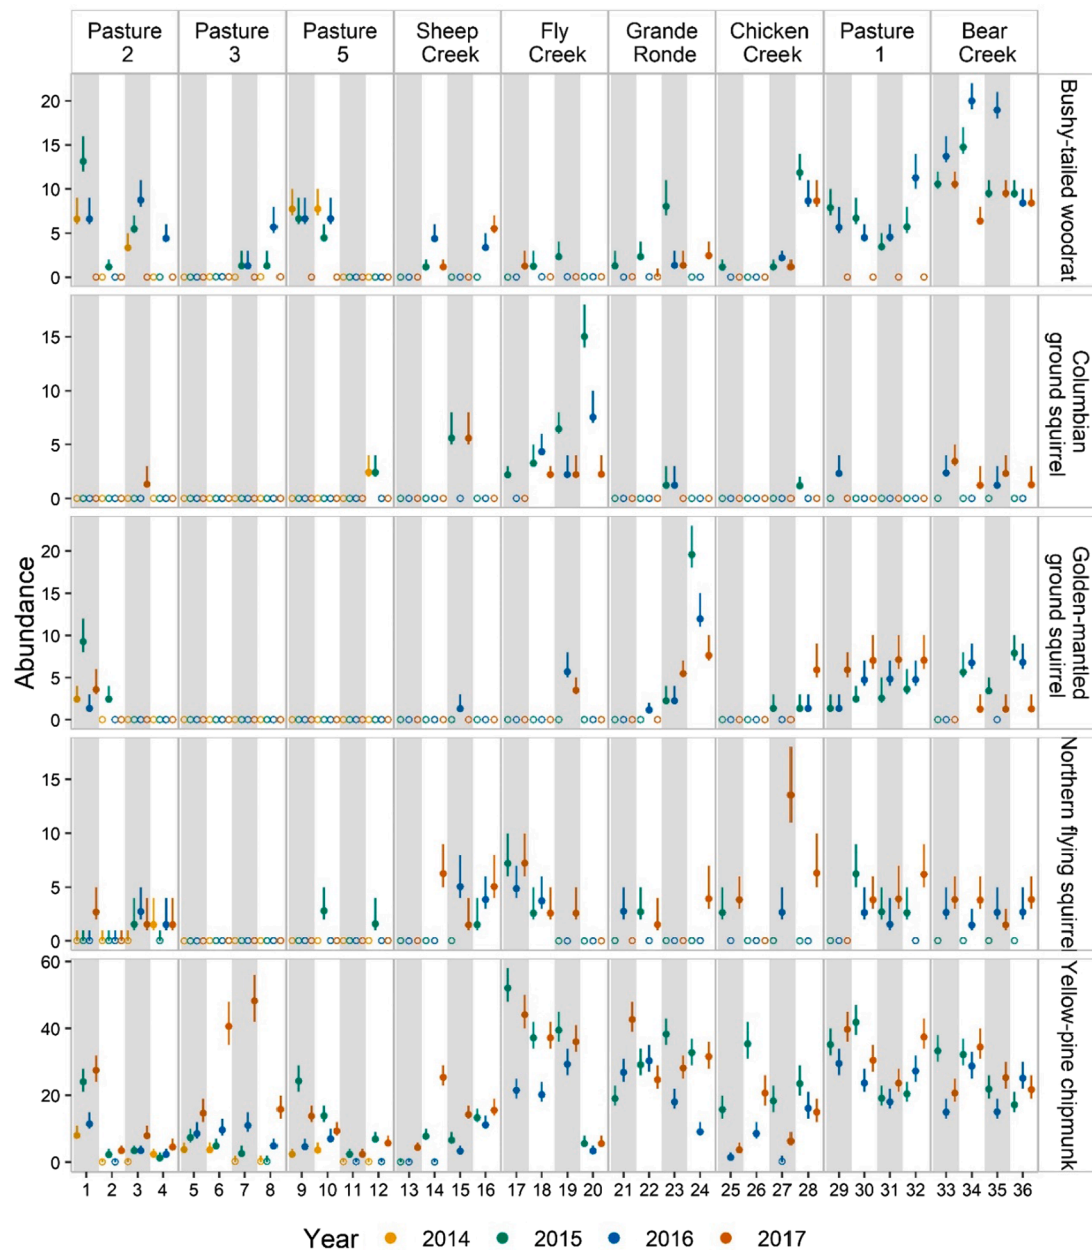 Pasture 2
Pasture 3
Pasture 5
Sheep Creek
Fly Creek
Grande Ronde
Chicken Creek
Pasture 1
Bear Creek
Abundance
20
15
10
5
0
Bushy-tailed woodrat
15
10
5
0
Columbian
ground squirrel
20
15
10
5
0
Golden-mantled
ground squirrel
15
10
5
0
Northern flying squirrel
60
40
20
0
Yellow-pine chipmunk
1 2 3 4 5 6 7 8 9 10 11 12 13 14 15 16 17 18 19 20 21 22 23 24 25 26 27 28 29 30 31 32 33 34 35 36
Year 2014 2015 2016 2017